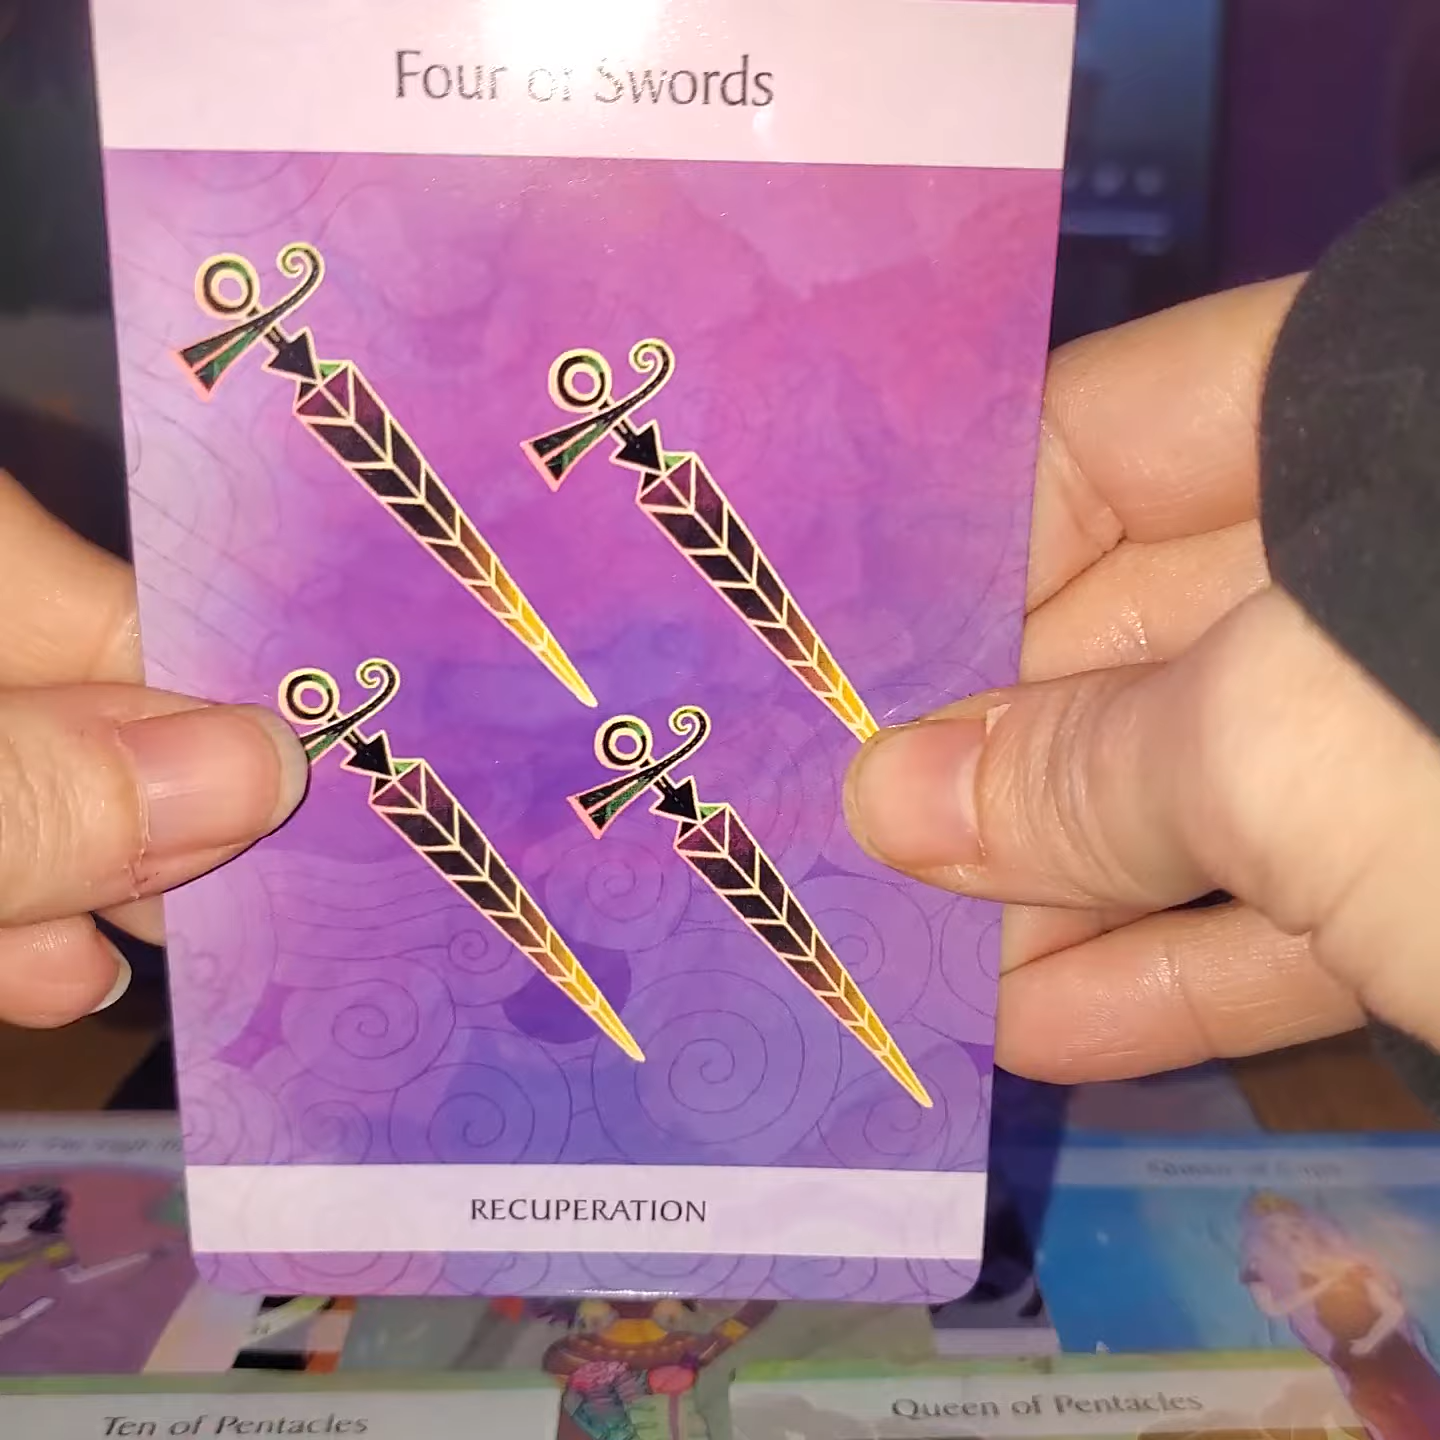 Four of Swords
RECUPERATION
Ten of Pentacles
Queen of Pentacles